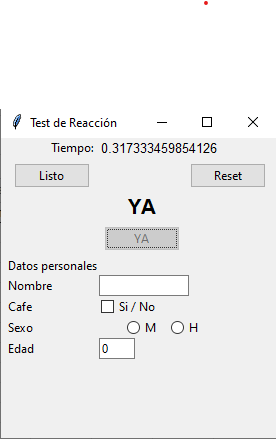 Test de Reacción
Tiempo: 0.317333459854126
Listo Reset
YA
YA
Datos personales
Nombre
Cafe Si / No
Sexo M H
Edad 0